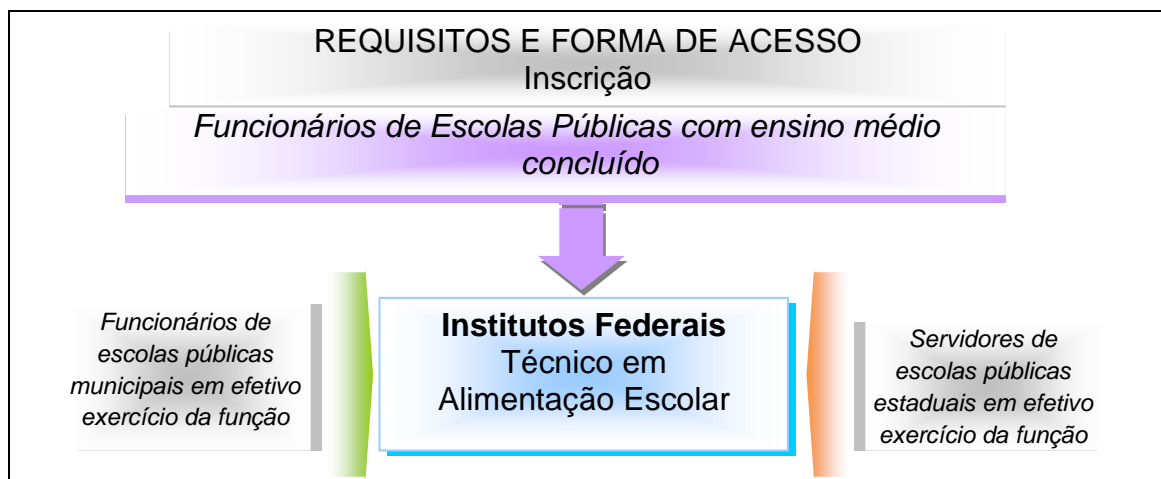 REQUISITOS E FORMA DE ACESSO
Inscrição
Funcionários de Escolas Públicas com ensino médio
concluído
Funcionários de
escolas públicas
municipais em efetivo
exercício da função
Institutos Federais
Técnico em
Alimentação Escolar
Servidores de
escolas públicas
estaduais em efetivo
exercício da função